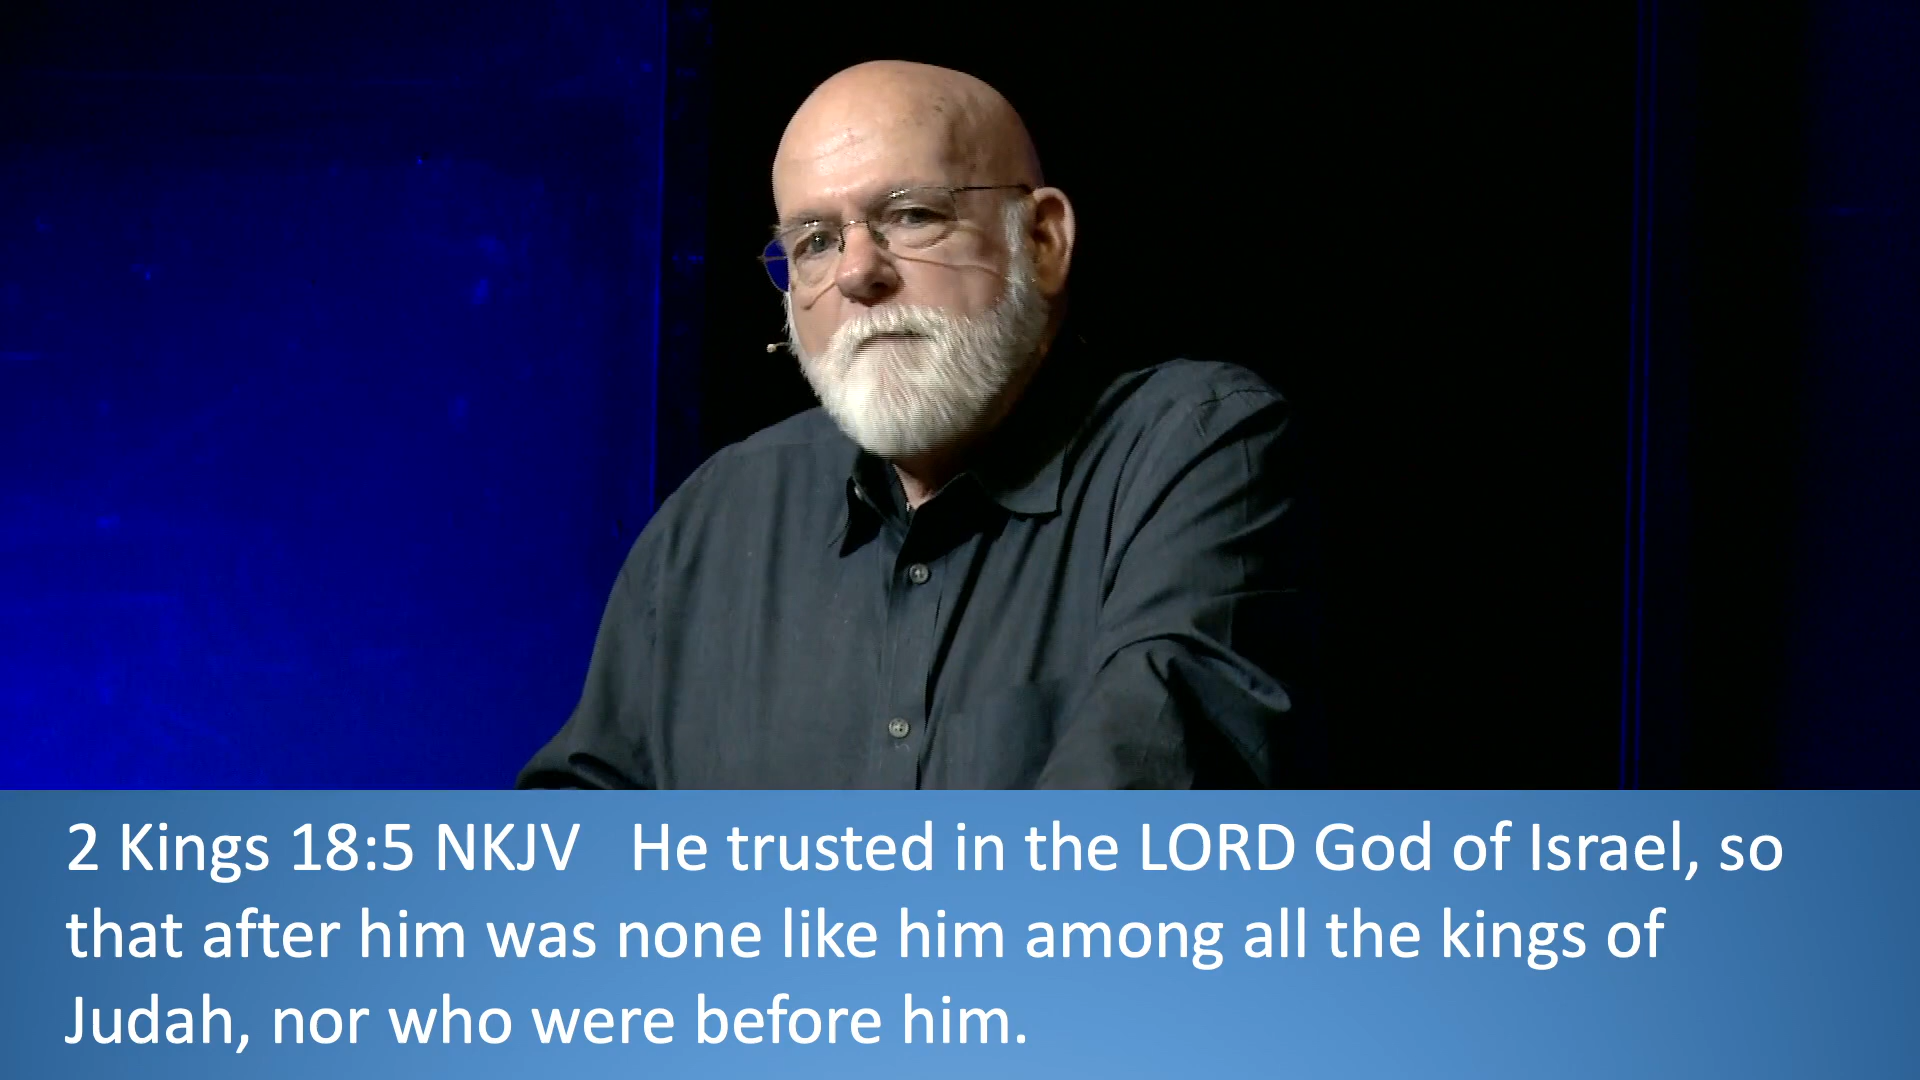 2 Kings 18:5 NKJV   He trusted in the LORD God of Israel, so
that after him was none like him among all the kings of
Judah, nor who were before him.